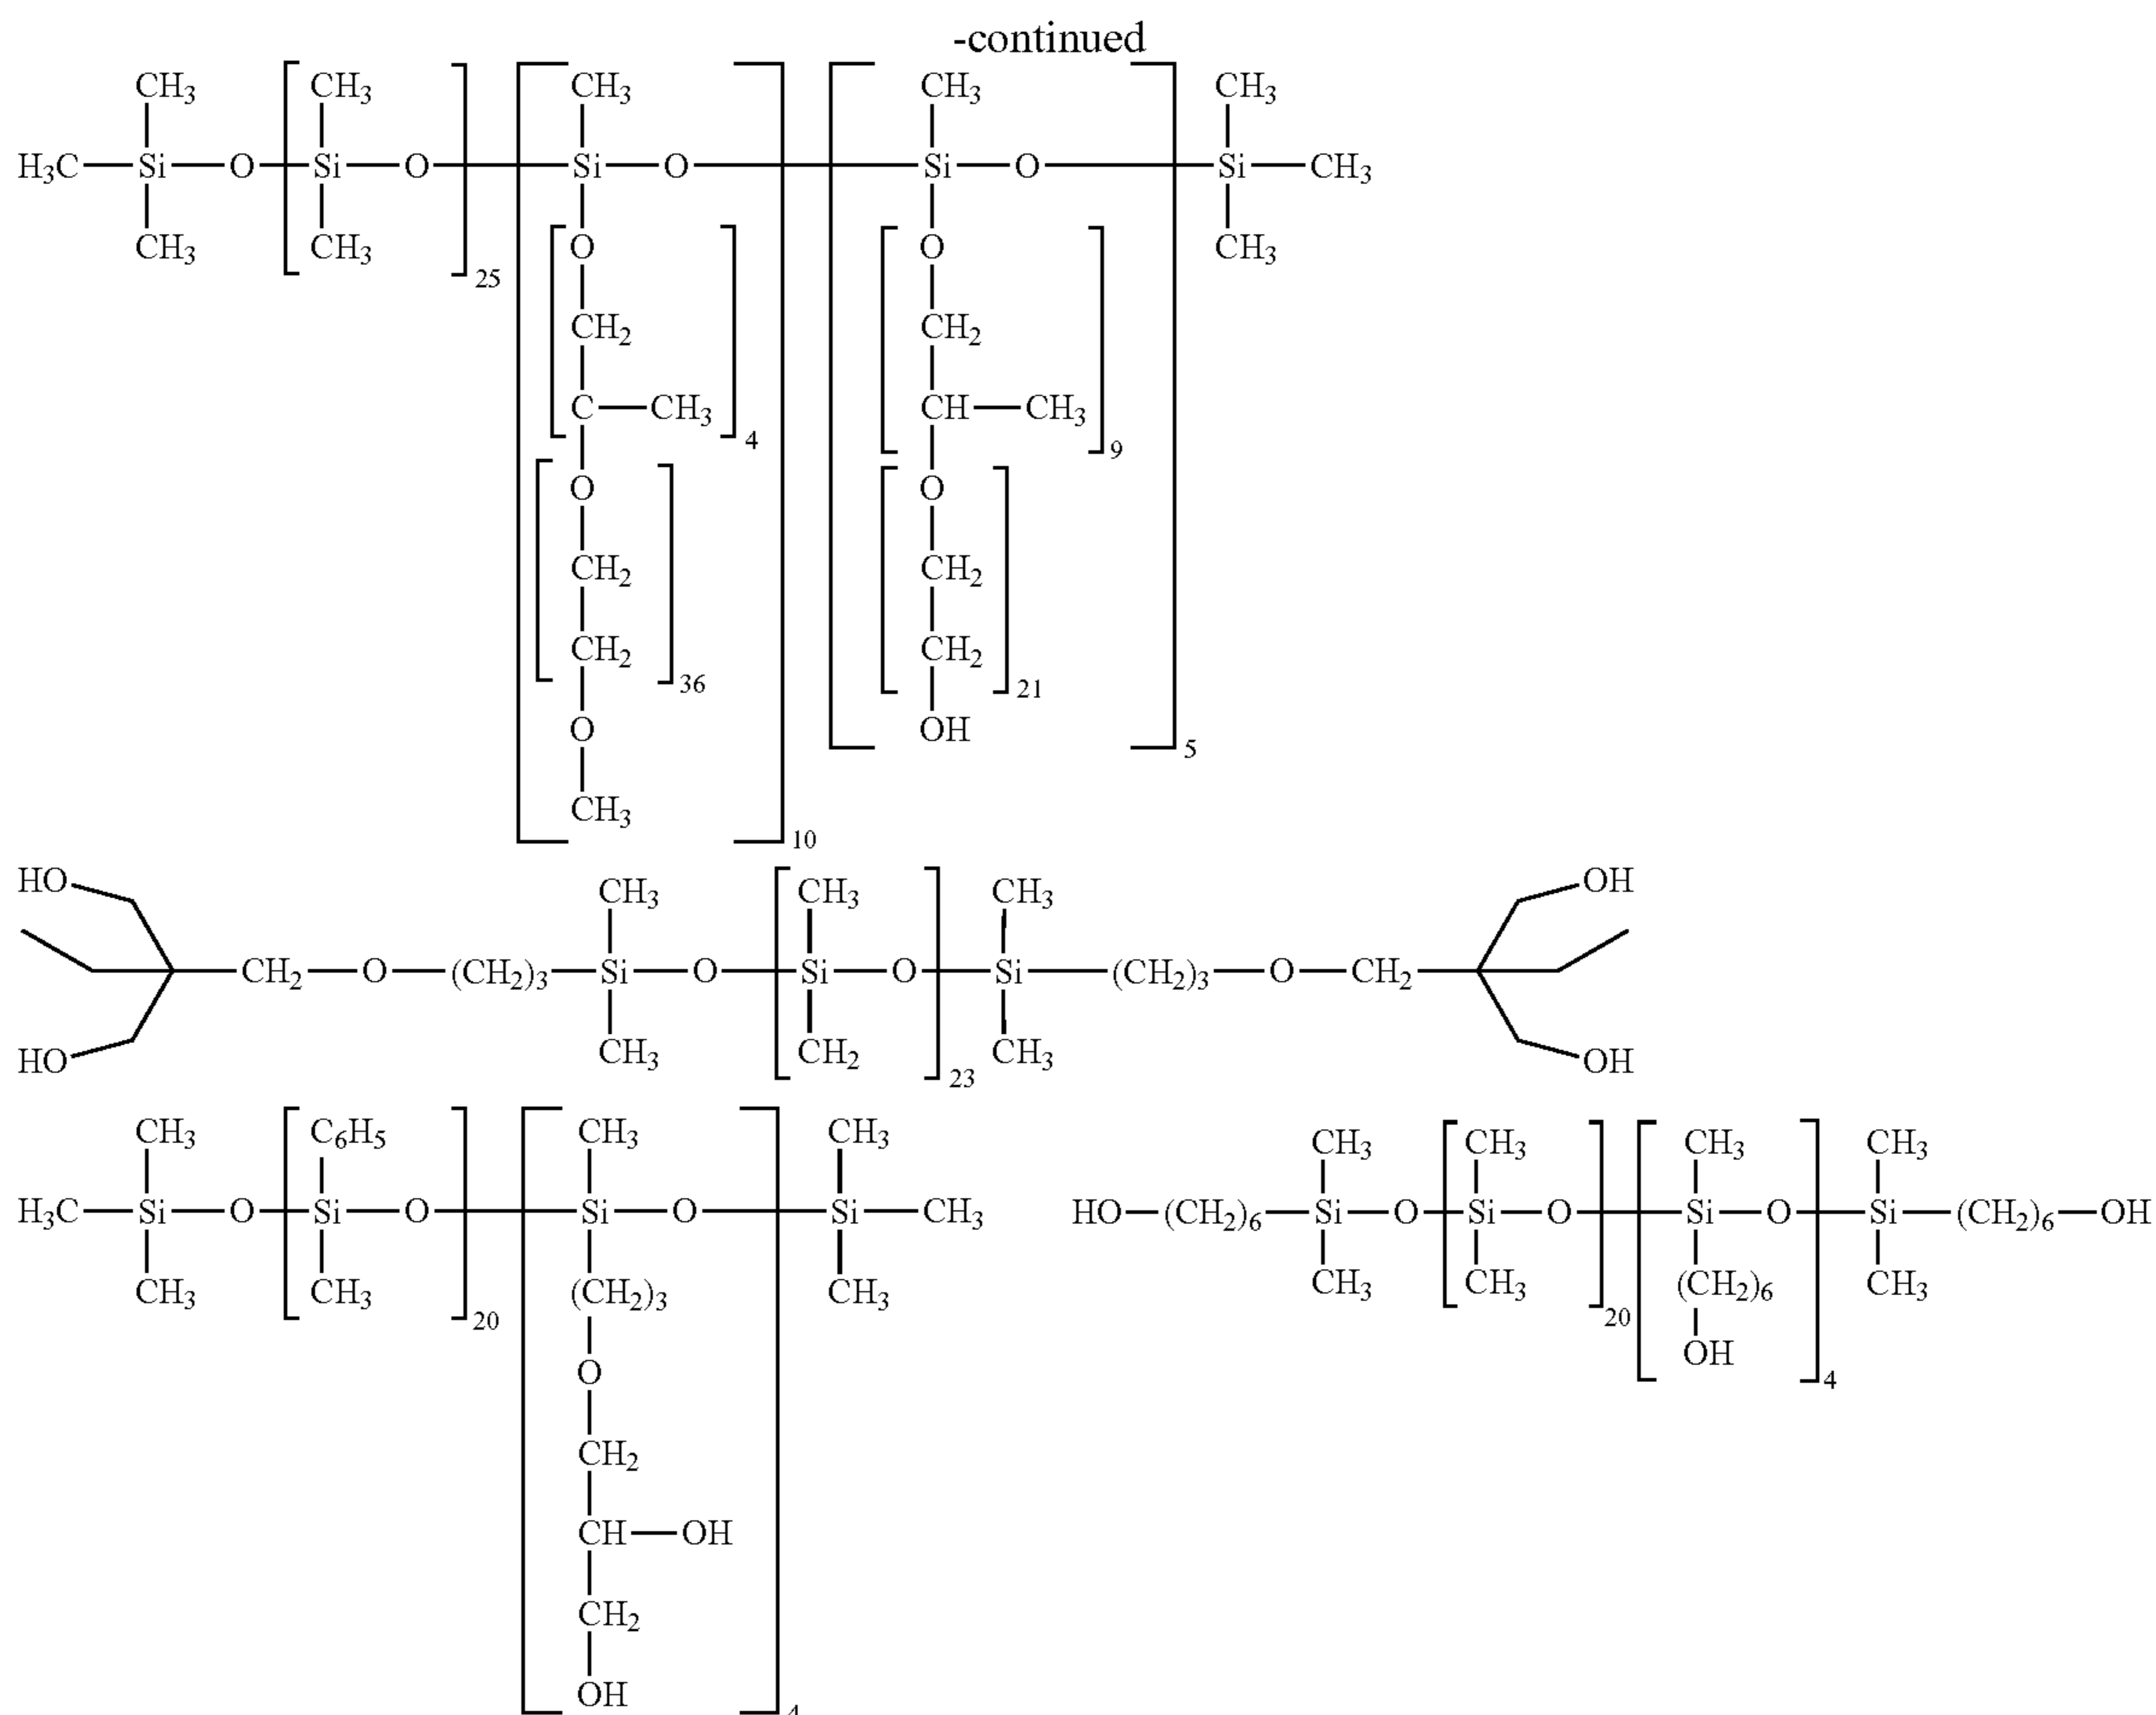 -continued
CH3 CH3 CH3 CH3 CH3
H3C—Si—O—Si—O—Si—O—Si—O—Si—CH3
CH3 CH3 O O CH3
25
CH2 CH2
C—CH3 CH—CH3
4 9
O O
CH2 CH2
CH2 CH2
36 21
O OH
5
CH3
10
HO CH3 CH3 CH3 OH
CH2—O—(CH2)3—Si—O—Si—O—Si—(CH2)3—O—CH2
HO CH3 CH2 CH3 OH
23
CH3 C6H5 CH3 CH3
H3C—Si—O—Si—O—Si—O—Si—CH3
CH3 CH3 (CH2)3 CH3
20
O
CH2
CH—OH
CH2
OH
4
CH3 CH3 CH3 CH3
HO—(CH2)6—Si—O—Si—O—Si—O—Si—(CH2)6—OH
CH3 CH3 (CH2)6 CH3
20
OH
4